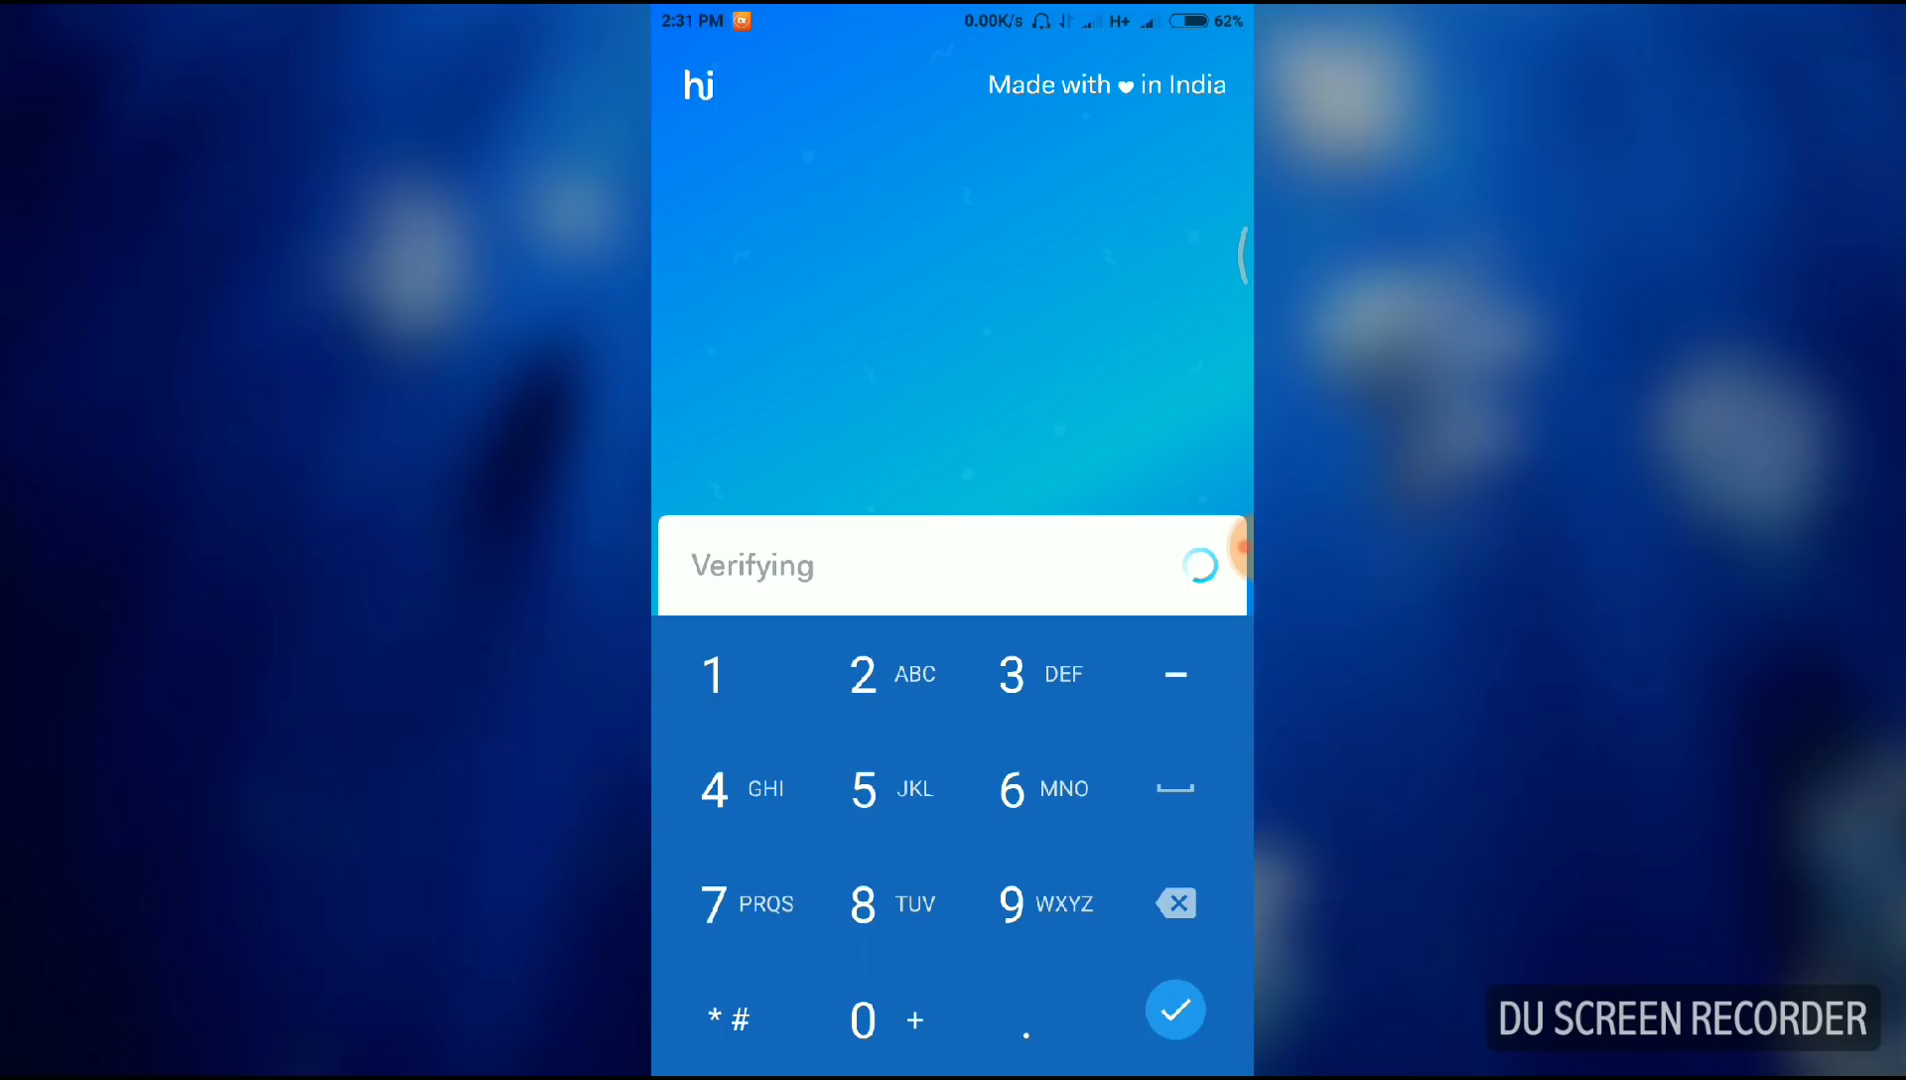 2:31 PM 0.00K/s H+ 62%
hi Made with in India
Verifying
1 2 ABC 3 DEF -
4 GHI 5 JKL 6 MNO
7 PRQS 8 TUV 9 WXYZ
* # 0 + .
DU SCREEN RECORDER